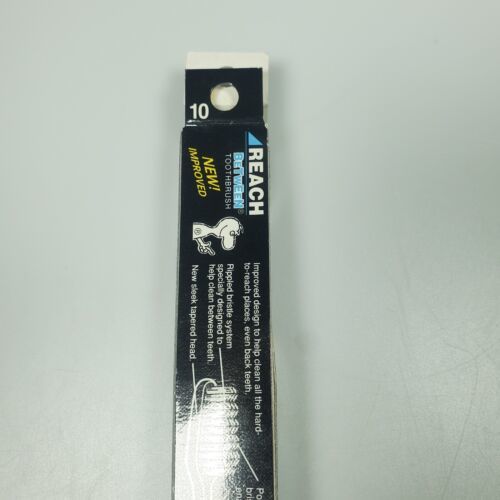 10
REACH
BETWEEN®
TOOTHBRUSH
NEW!
IMPROVED
Improved design to help clean all the hard-
to-reach places, even back teeth.
Rippled bristle system
specially designed to
help clean between teeth.
New sleek tapered head.